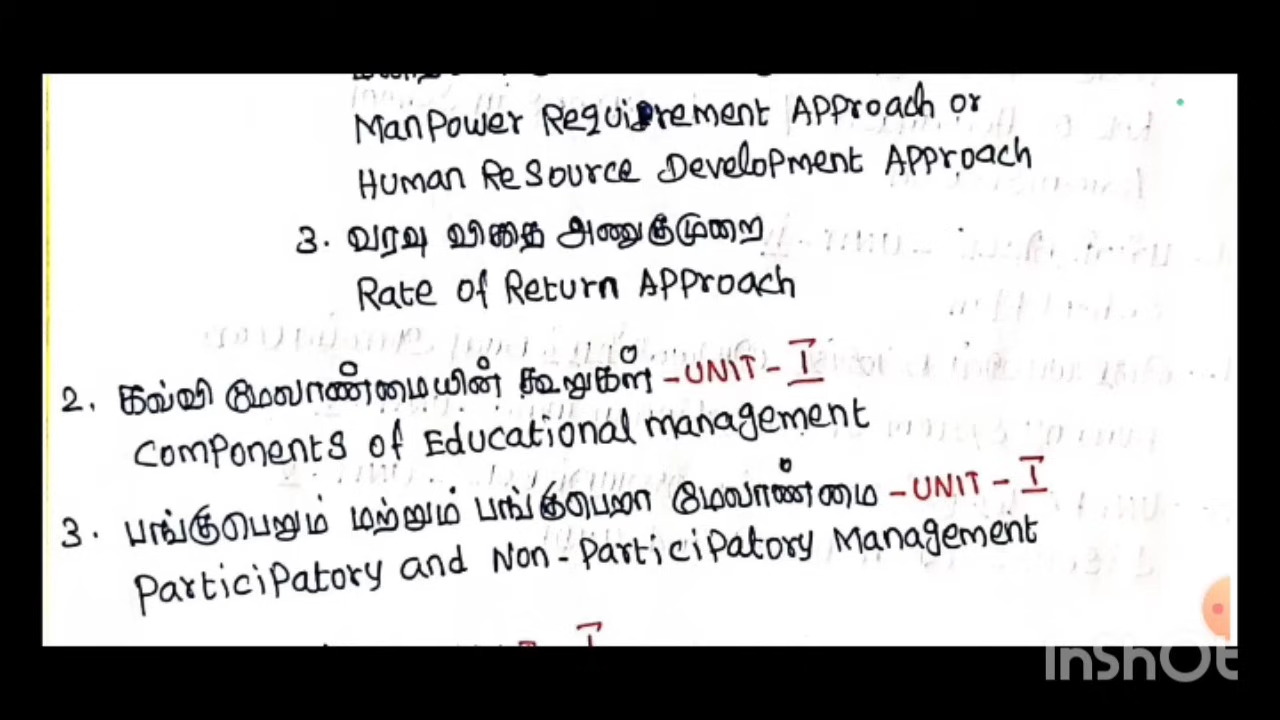 ManPower Requirement Approach or
Human Resource Development Approach
3. வரவு விதை அணுகுமுறை
Rate of Return Approach
2. கல்வி மேலாண்மையின் கூறுகள் - UNIT - I
Components of Educational management
3. பங்குபெறும் மற்றும் பங்குபெறா மேலாண்மை - UNIT - I
Participatory and Non-Participatory Management
I
InShOt